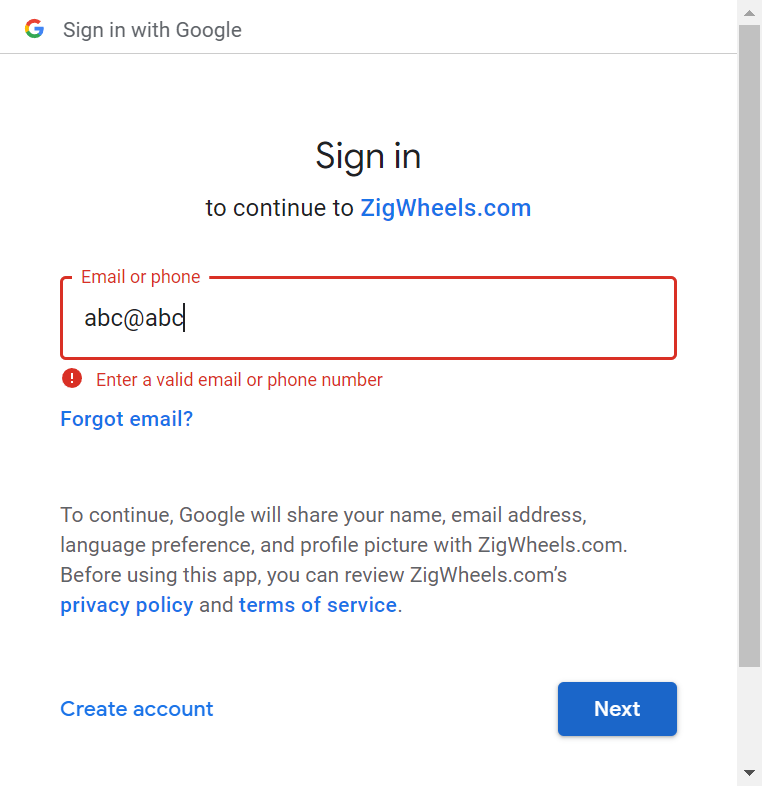 Sign in with Google
Sign in
to continue to ZigWheels.com
Email or phone
abc@abc
Enter a valid email or phone number
Forgot email?
To continue, Google will share your name, email address,
language preference, and profile picture with ZigWheels.com.
Before using this app, you can review ZigWheels.com’s
privacy policy and terms of service.
Create account
Next